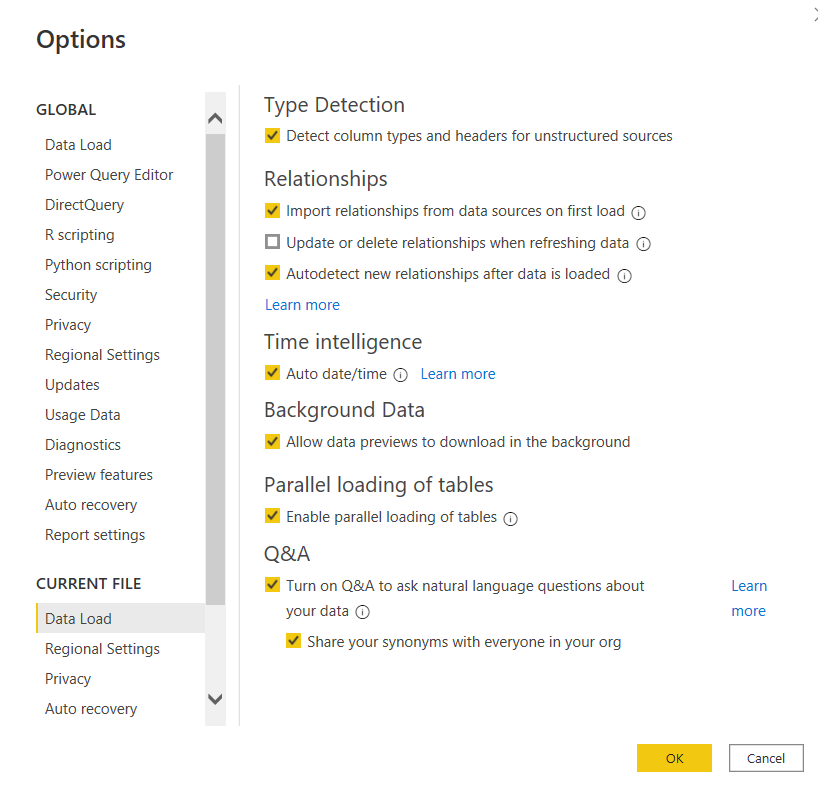 Options
GLOBAL
Data Load
Power Query Editor
DirectQuery
R scripting
Python scripting
Security
Privacy
Regional Settings
Updates
Usage Data
Diagnostics
Preview features
Auto recovery
Report settings
CURRENT FILE
Data Load
Regional Settings
Privacy
Auto recovery
Type Detection
Detect column types and headers for unstructured sources
Relationships
Import relationships from data sources on first load
Update or delete relationships when refreshing data
Autodetect new relationships after data is loaded
Learn more
Time intelligence
Auto date/time Learn more
Background Data
Allow data previews to download in the background
Parallel loading of tables
Enable parallel loading of tables
Q&A
Turn on Q&A to ask natural language questions about
your data
Learn
more
Share your synonyms with everyone in your org
OK
Cancel